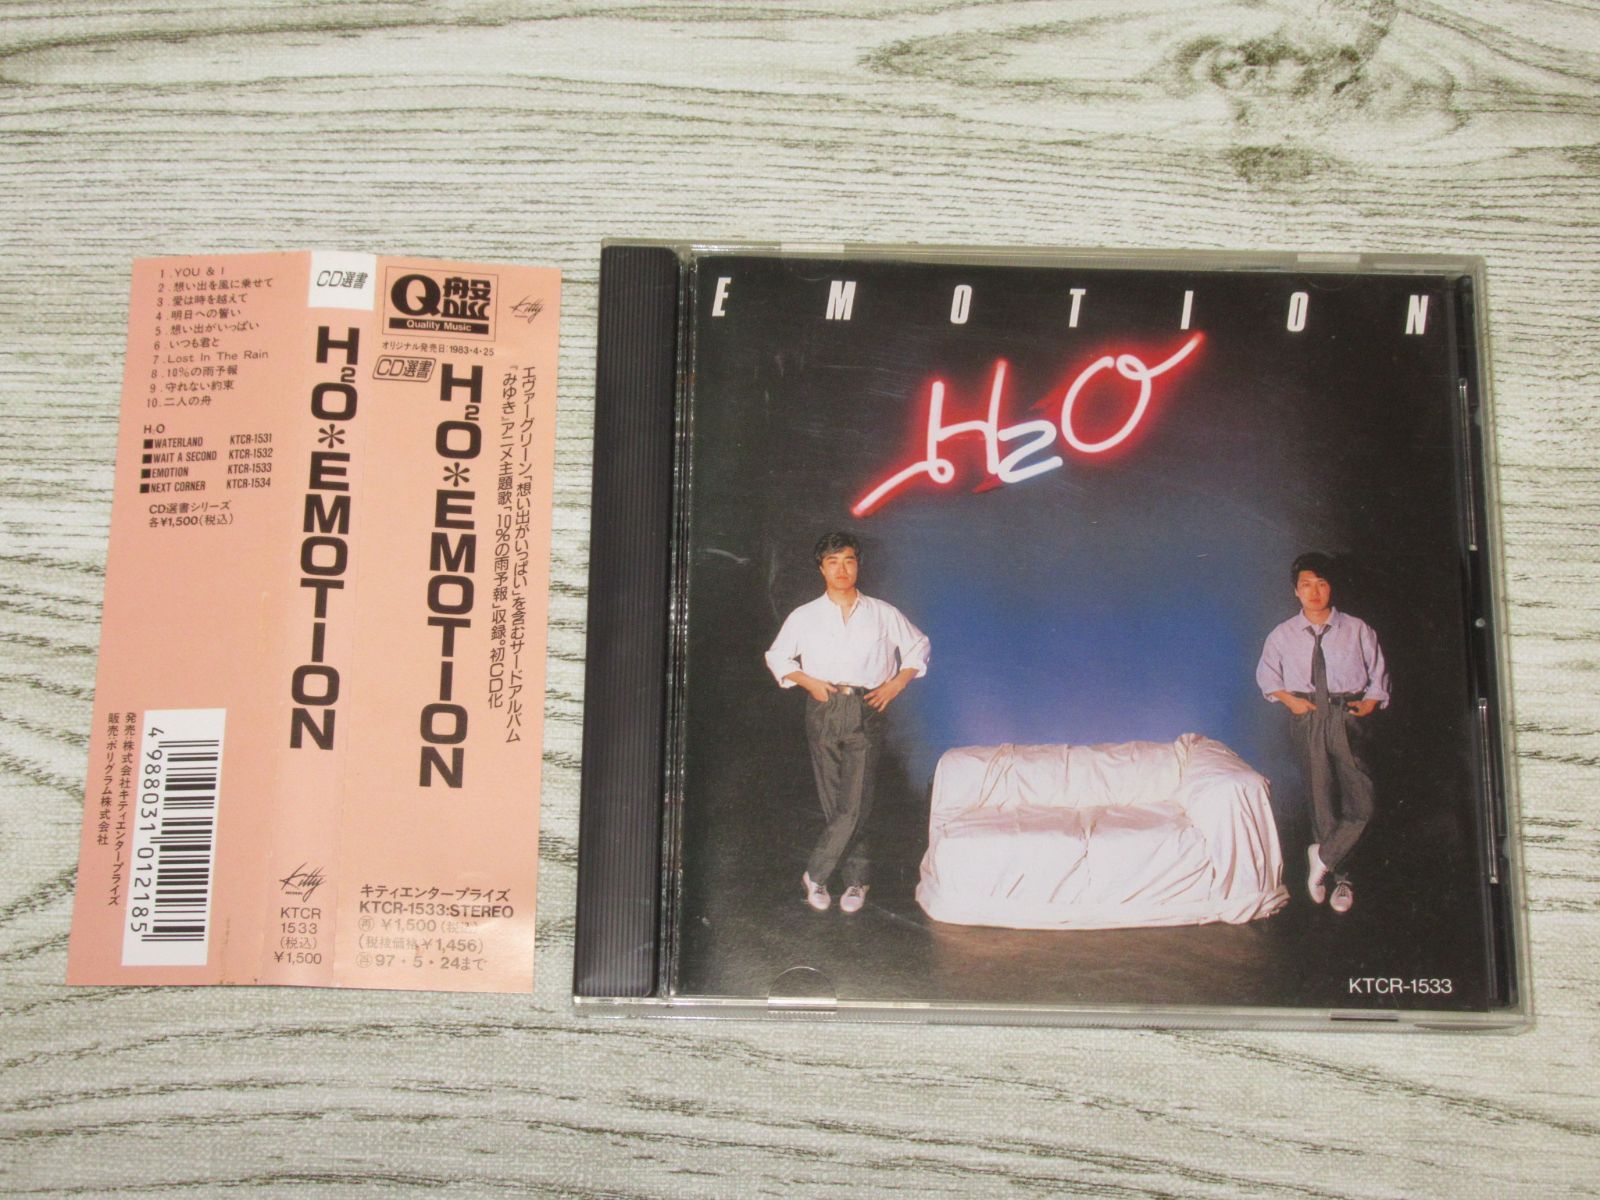 1. YOU & I
2. 想い出を風に乗せて
3. 愛は時を越えて
4. 明日への誓い
5. 想い出がいっぱい
6. いつも君と
7. Lost In The Rain
8. 10%の雨予報
9. 守れない約束
10. 二人の舟
H2O
■WATERLAND KTCR-1531
■WAIT A SECOND KTCR-1532
■EMOTION KTCR-1533
■NEXT CORNER KTCR-1534
CD選書シリーズ
各¥1,500(税込)
発売:株式会社キティエンタープライズ
販売:ポリグラム株式会社
4988031012185
CD選書
H2O*EMOTION
Kitty
KTCR
1533
(税込)
¥1,500
Q盤
DISC
Quality Music
Kitty
オリジナル発売日:1983・4・25
CD選書
H2O*EMOTION
エヴァーグリーン「想い出がいっぱい」を含むサードアルバム
『みゆき』アニメ主題歌「10%の雨予報」収録。初CD化
キティエンタープライズ
KTCR-1533:STEREO
再 ¥1,500(税込)
(税抜価格¥1,456)
97・5・24まで
EMOTION
H2O
KTCR-1533